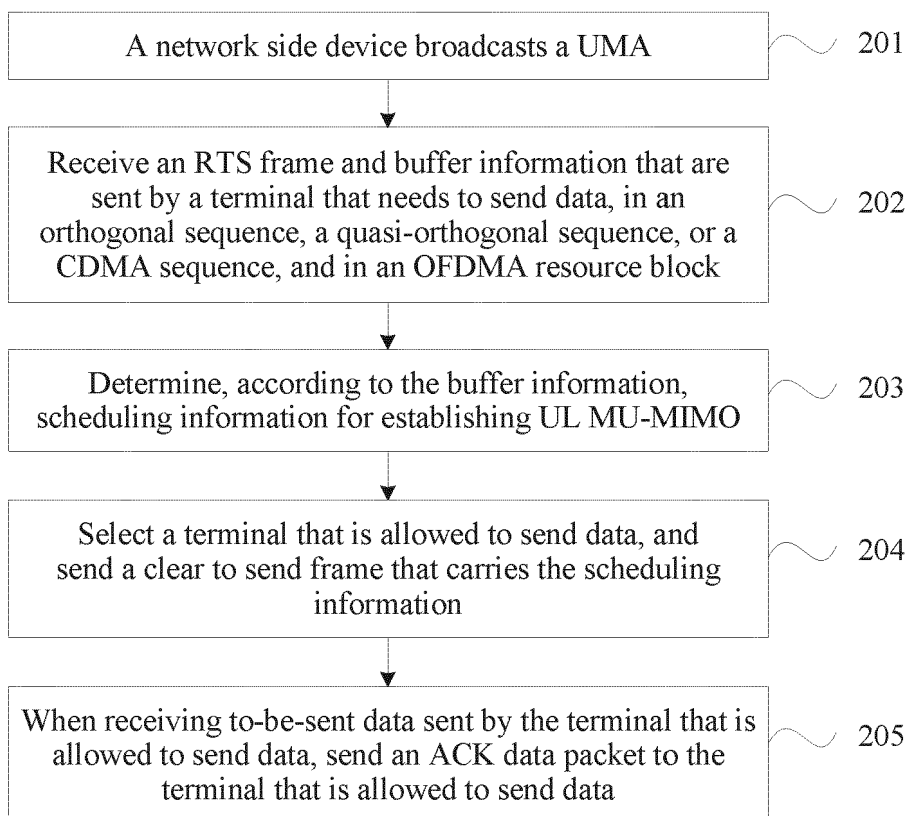 A network side device broadcasts a UMA
201
Receive an RTS frame and buffer information that are
sent by a terminal that needs to send data, in an
orthogonal sequence, a quasi-orthogonal sequence, or a
CDMA sequence, and in an OFDMA resource block
202
Determine, according to the buffer information,
scheduling information for establishing UL MU-MIMO
203
Select a terminal that is allowed to send data, and
send a clear to send frame that carries the scheduling
information
204
When receiving to-be-sent data sent by the terminal that is
allowed to send data, send an ACK data packet to the
terminal that is allowed to send data
205